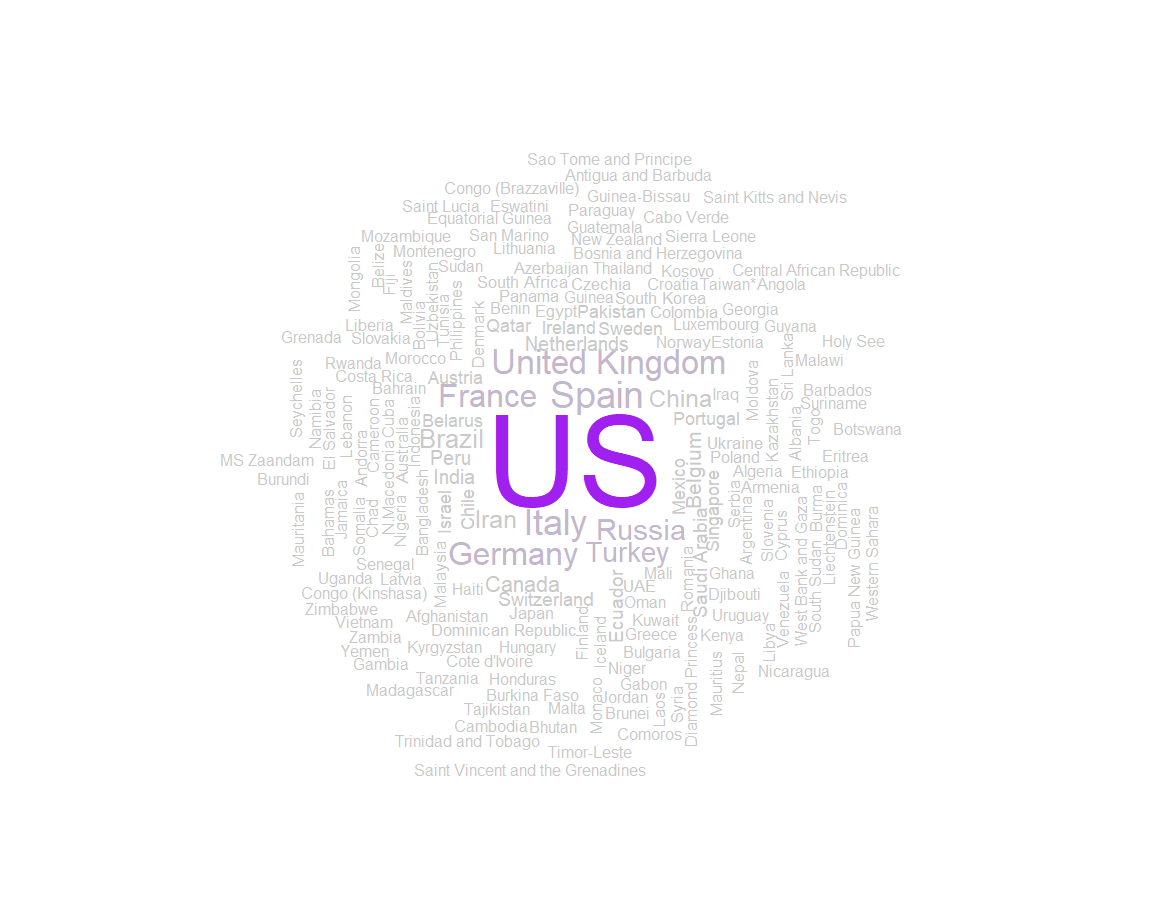 Sao Tome and Principe
Antigua and Barbuda
Congo (Brazzaville)
Guinea-Bissau
Saint Kitts and Nevis
Saint Lucia
Eswatini
Paraguay
Equatorial Guinea
Cabo Verde
Guatemala
Mozambique
San Marino
New Zealand
Sierra Leone
Montenegro
Lithuania
Bosnia and Herzegovina
Mongolia
Belize
Fiji
Maldives
Sudan
Azerbaijan
Thailand
Kosovo
Central African Republic
Bolivia
Uzbekistan
Tunisia
Philippines
South Africa
Czechia
Croatia
Taiwan*
Angola
Panama
Guinea
South Korea
Benin
Egypt
Pakistan
Colombia
Georgia
Liberia
Denmark
Qatar
Ireland
Sweden
Luxembourg
Guyana
Grenada
Slovakia
Netherlands
Norway
Estonia
Sri Lanka
Holy See
Rwanda
Morocco
United Kingdom
Malawi
Seychelles
Costa Rica
Austria
Moldova
Namibia
El Salvador
Lebanon
Bahrain
France
Spain
China
Iraq
Kazakhstan
Barbados
Suriname
Andorra
Cameroon
Cuba
N.Macedonia
Australia
Indonesia
Belarus
US
Portugal
Albania
Togo
Botswana
Brazil
Ukraine
MS Zaandam
Peru
Mexico
Belgium
Poland
Eritrea
Burundi
India
Singapore
Algeria
Ethiopia
Armenia
Mauritania
Bahamas
Jamaica
Somalia
Chad
Nigeria
Bangladesh
Israel
Chile
Iran
Italy
Russia
Saudi Arabia
Serbia
Argentina
Slovenia
Cyprus
West Bank and Gaza
South Sudan
Burma
Liechtenstein
Dominica
Papua New Guinea
Western Sahara
Germany
Turkey
Senegal
Malaysia
Romania
Uganda
Latvia
Haiti
Canada
Ecuador
Mali
UAE
Ghana
Venezuela
Congo (Kinshasa)
Switzerland
Oman
Djibouti
Zimbabwe
Afghanistan
Japan
Kuwait
Uruguay
Vietnam
Dominican Republic
Finland
Iceland
Greece
Kenya
Libya
Zambia
Yemen
Kyrgyzstan
Hungary
Bulgaria
Diamond Princess
Mauritius
Nepal
Gambia
Cote d'Ivoire
Niger
Nicaragua
Tanzania
Honduras
Gabon
Madagascar
Burkina Faso
Monaco
Jordan
Laos
Syria
Tajikistan
Malta
Brunei
Cambodia
Bhutan
Comoros
Trinidad and Tobago
Timor-Leste
Saint Vincent and the Grenadines